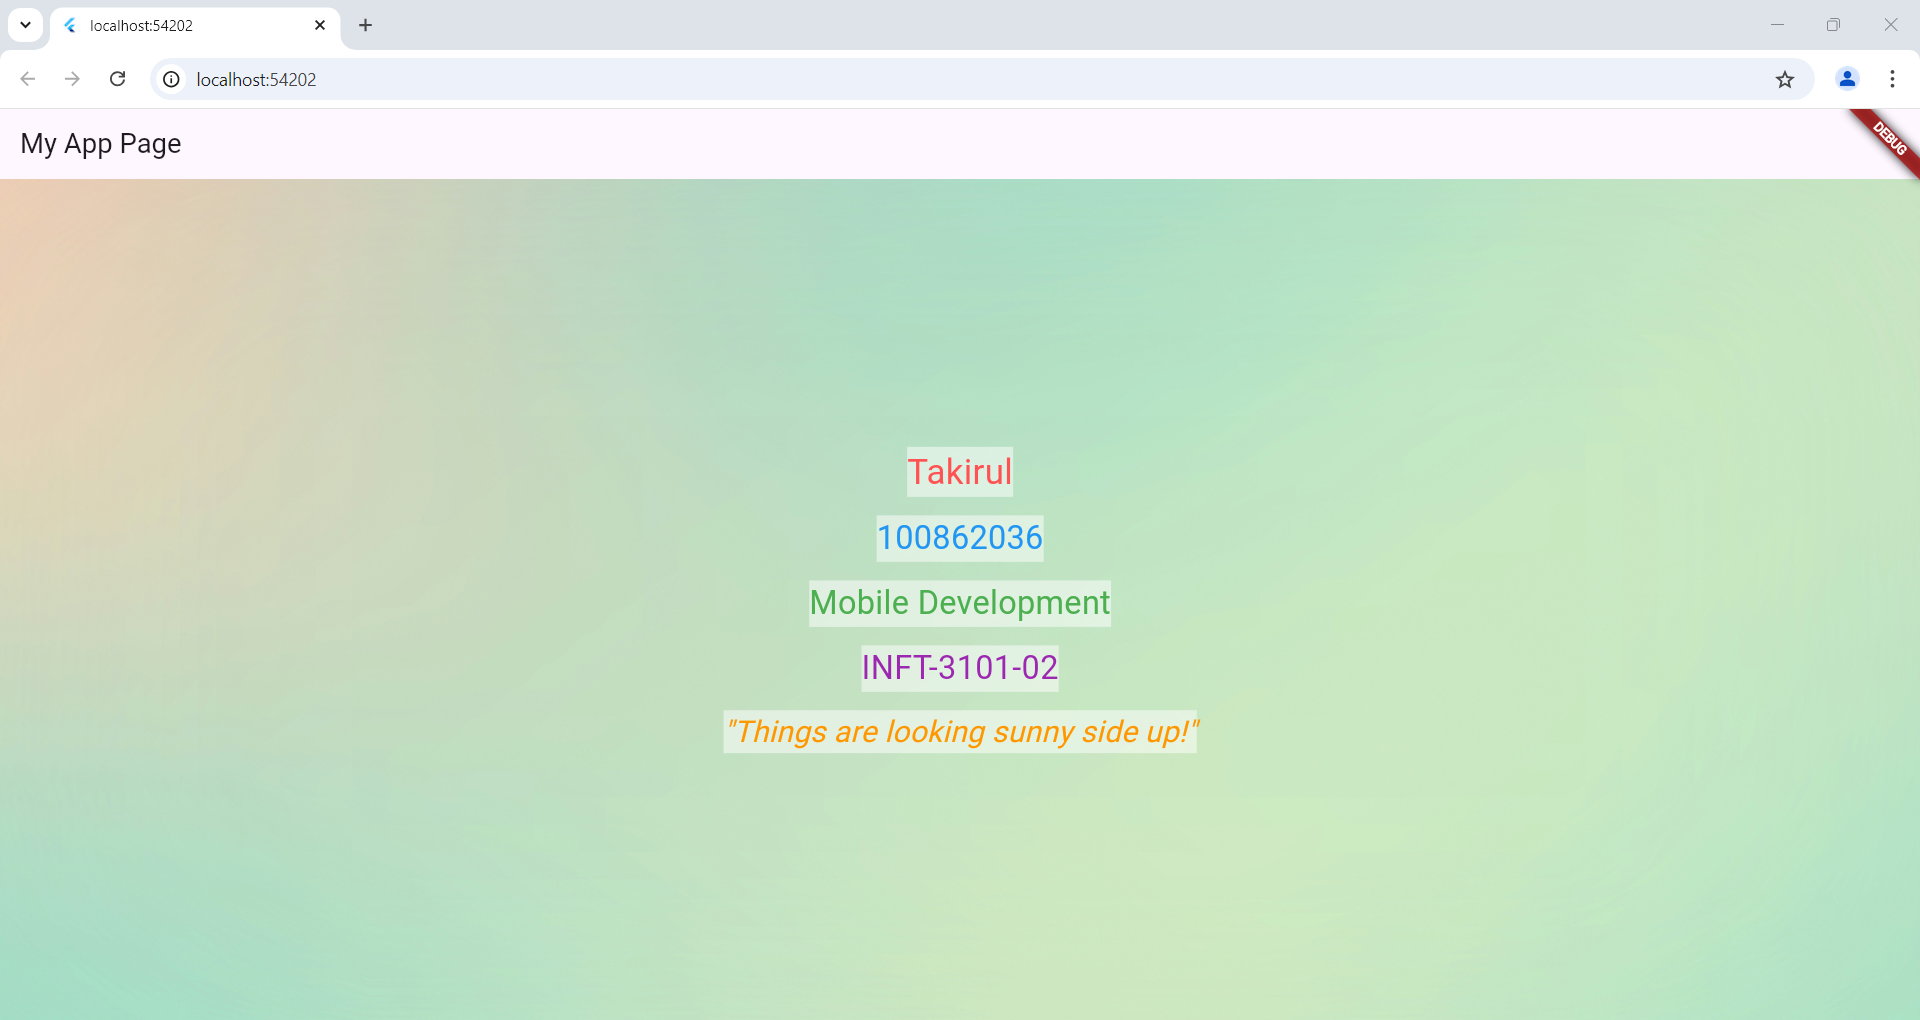 localhost:54202
localhost:54202
My App Page
DEBUG
Takirul
100862036
Mobile Development
INFT-3101-02
"Things are looking sunny side up!"